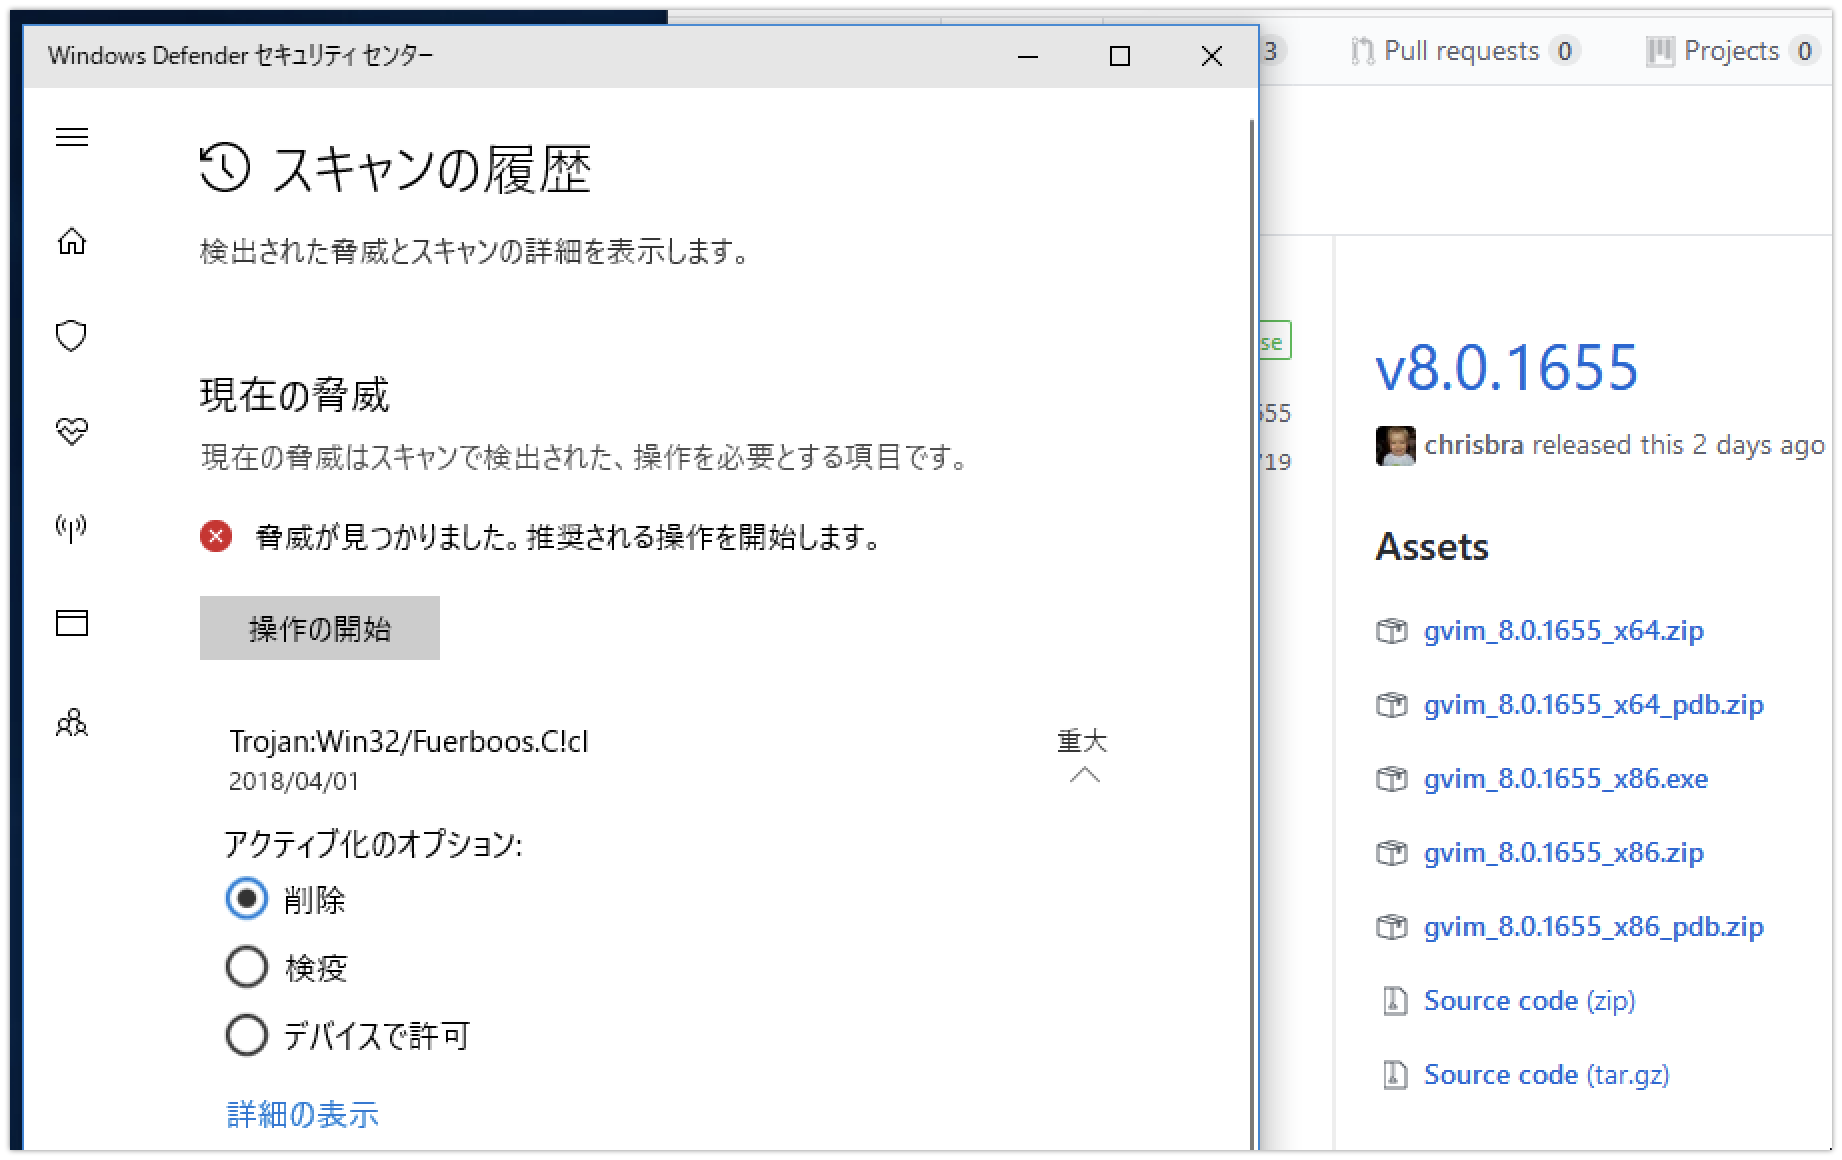 Windows Defender セキュリティ センター
スキャンの履歴
検出された脅威とスキャンの詳細を表示します。
現在の脅威
現在の脅威はスキャンで検出された、操作を必要とする項目です。
脅威が見つかりました。推奨される操作を開始します。
操作の開始
Trojan:Win32/Fuerboos.C!cl
重大
2018/04/01
アクティブ化のオプション:
削除
検疫
デバイスで許可
詳細の表示
3
Pull requests 0
Projects 0
se
55
719
v8.0.1655
chrisbra released this 2 days ago
Assets
gvim_8.0.1655_x64.zip
gvim_8.0.1655_x64_pdb.zip
gvim_8.0.1655_x86.exe
gvim_8.0.1655_x86.zip
gvim_8.0.1655_x86_pdb.zip
Source code (zip)
Source code (tar.gz)